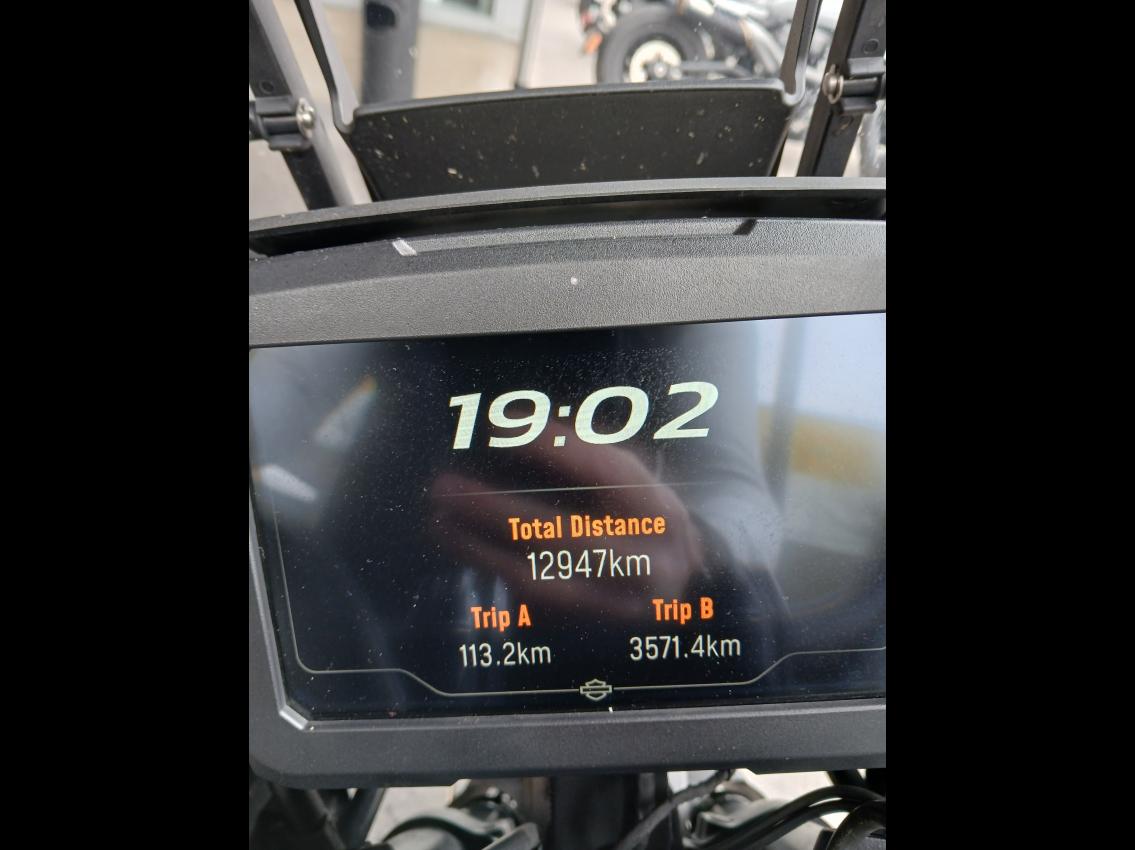 19:02
Total Distance
12947km
Trip A Trip B
113.2km 3571.4km